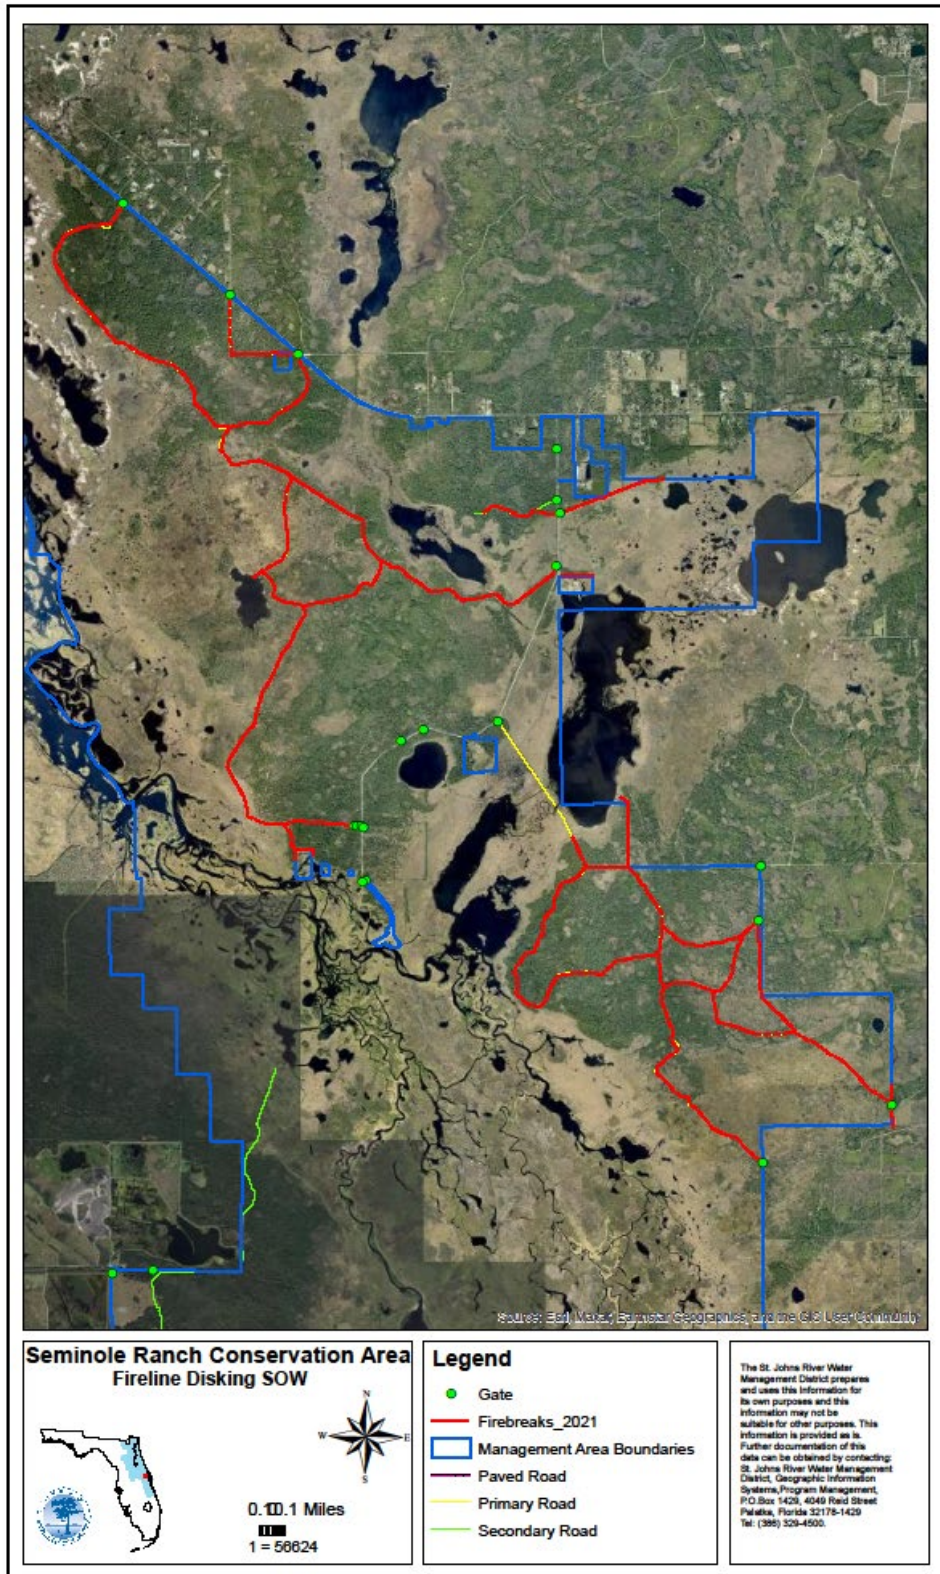 Source: Esri, Maxar, Earthstar Geographics, and the GIS User Community
Seminole Ranch Conservation Area
Fireline Disking SOW
N
W
E
S
0.10.1 Miles
1 = 56624
Legend
Gate
Firebreaks_2021
Management Area Boundaries
Paved Road
Primary Road
Secondary Road
The St. Johns River Water
Management District prepares
and uses this information for
its own purposes and this
information may not be
suitable for other purposes. This
information is provided as is.
Further documentation of this
data can be obtained by contacting:
St. Johns River Water Management
District, Geographic Information
Systems,Program Management,
P.O.Box 1429, 4049 Reid Street
Palatka, Florida 32178-1429
Tel: (386) 329-4500.